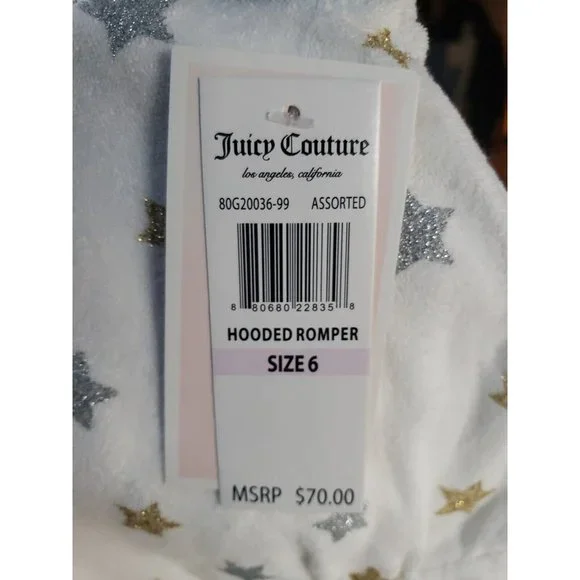 Juicy Couture
los angeles, california
80G20036-99 ASSORTED
8 80680 22835 8
HOODED ROMPER
SIZE 6
MSRP $70.00